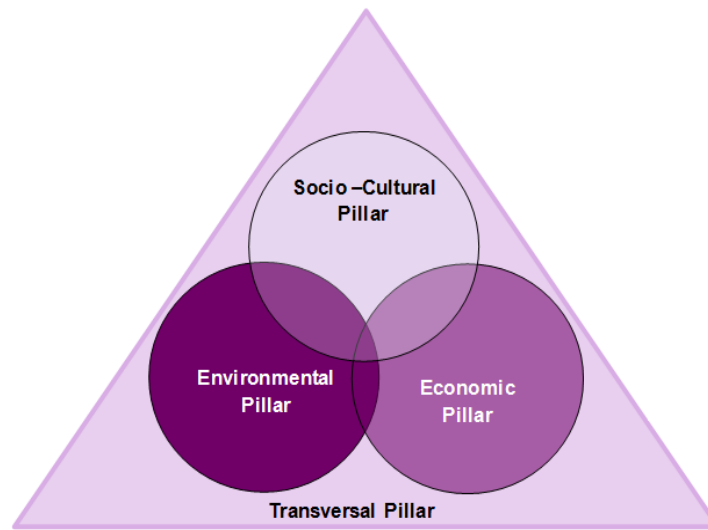 Socio –Cultural
Pillar
Environmental
Pillar
Economic
Pillar
Transversal Pillar